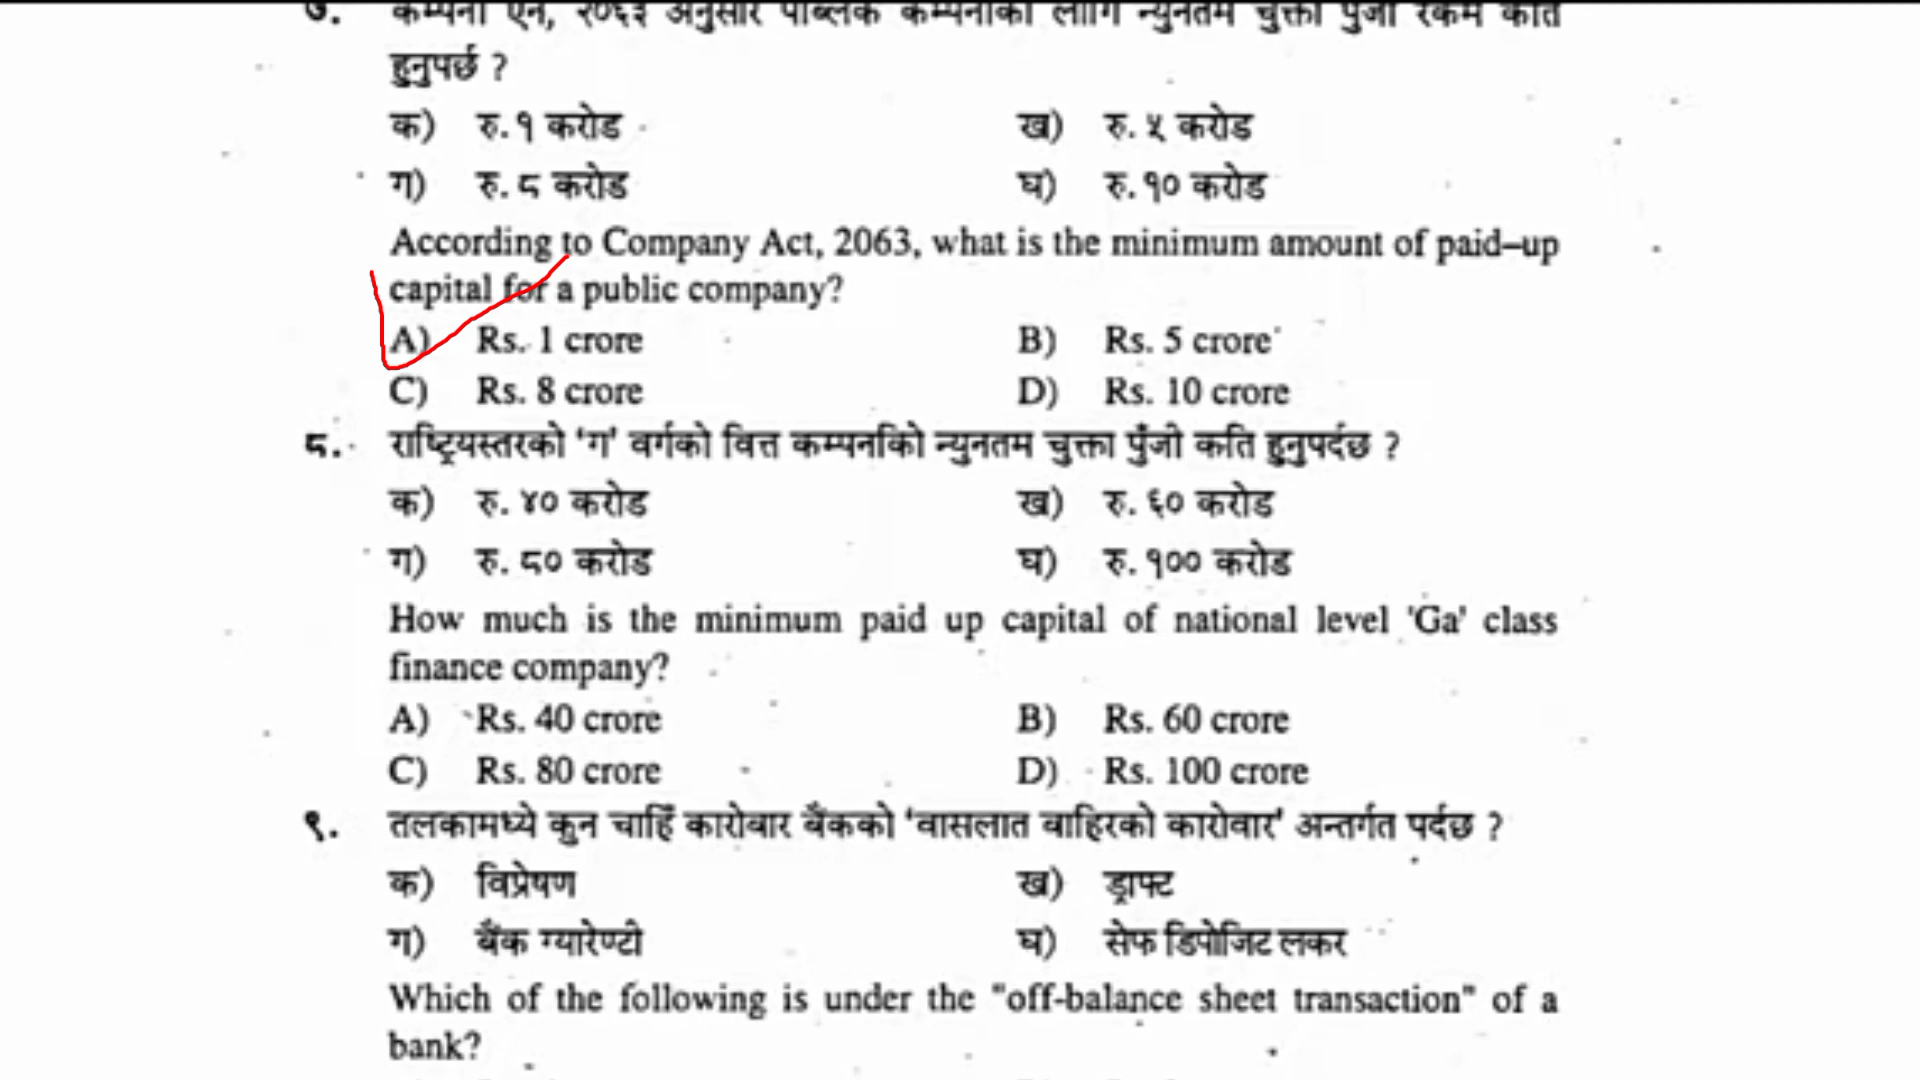 ७. कम्पनी ऐन, २०६३ अनुसार पब्लिक कम्पनीको लागि न्युनतम चुक्ता पुँजी रकम कति
हुनुपर्छ ?
क) रु. १ करोड ख) रु. ५ करोड
ग) रु. ८ करोड घ) रु. १० करोड
According to Company Act, 2063, what is the minimum amount of paid–up
capital for a public company?
A) Rs. 1 crore B) Rs. 5 crore
C) Rs. 8 crore D) Rs. 10 crore
८. राष्ट्रियस्तरको 'ग' वर्गको वित्त कम्पनीको न्युनतम चुक्ता पुँजी कति हुनुपर्दछ ?
क) रु. ४० करोड ख) रु. ६० करोड
ग) रु. ८० करोड घ) रु. १०० करोड
How much is the minimum paid up capital of national level 'Ga' class
finance company?
A) Rs. 40 crore B) Rs. 60 crore
C) Rs. 80 crore D) Rs. 100 crore
९. तलकामध्ये कुन चाहिँ कारोबार बैंकको 'वासलात बाहिरको कारोवार' अन्तर्गत पर्दछ ?
क) विप्रेषण ख) ड्राफ्ट
ग) बैंक ग्यारेण्टी घ) सेफ डिपोजिट लकर
Which of the following is under the "off-balance sheet transaction" of a
bank?